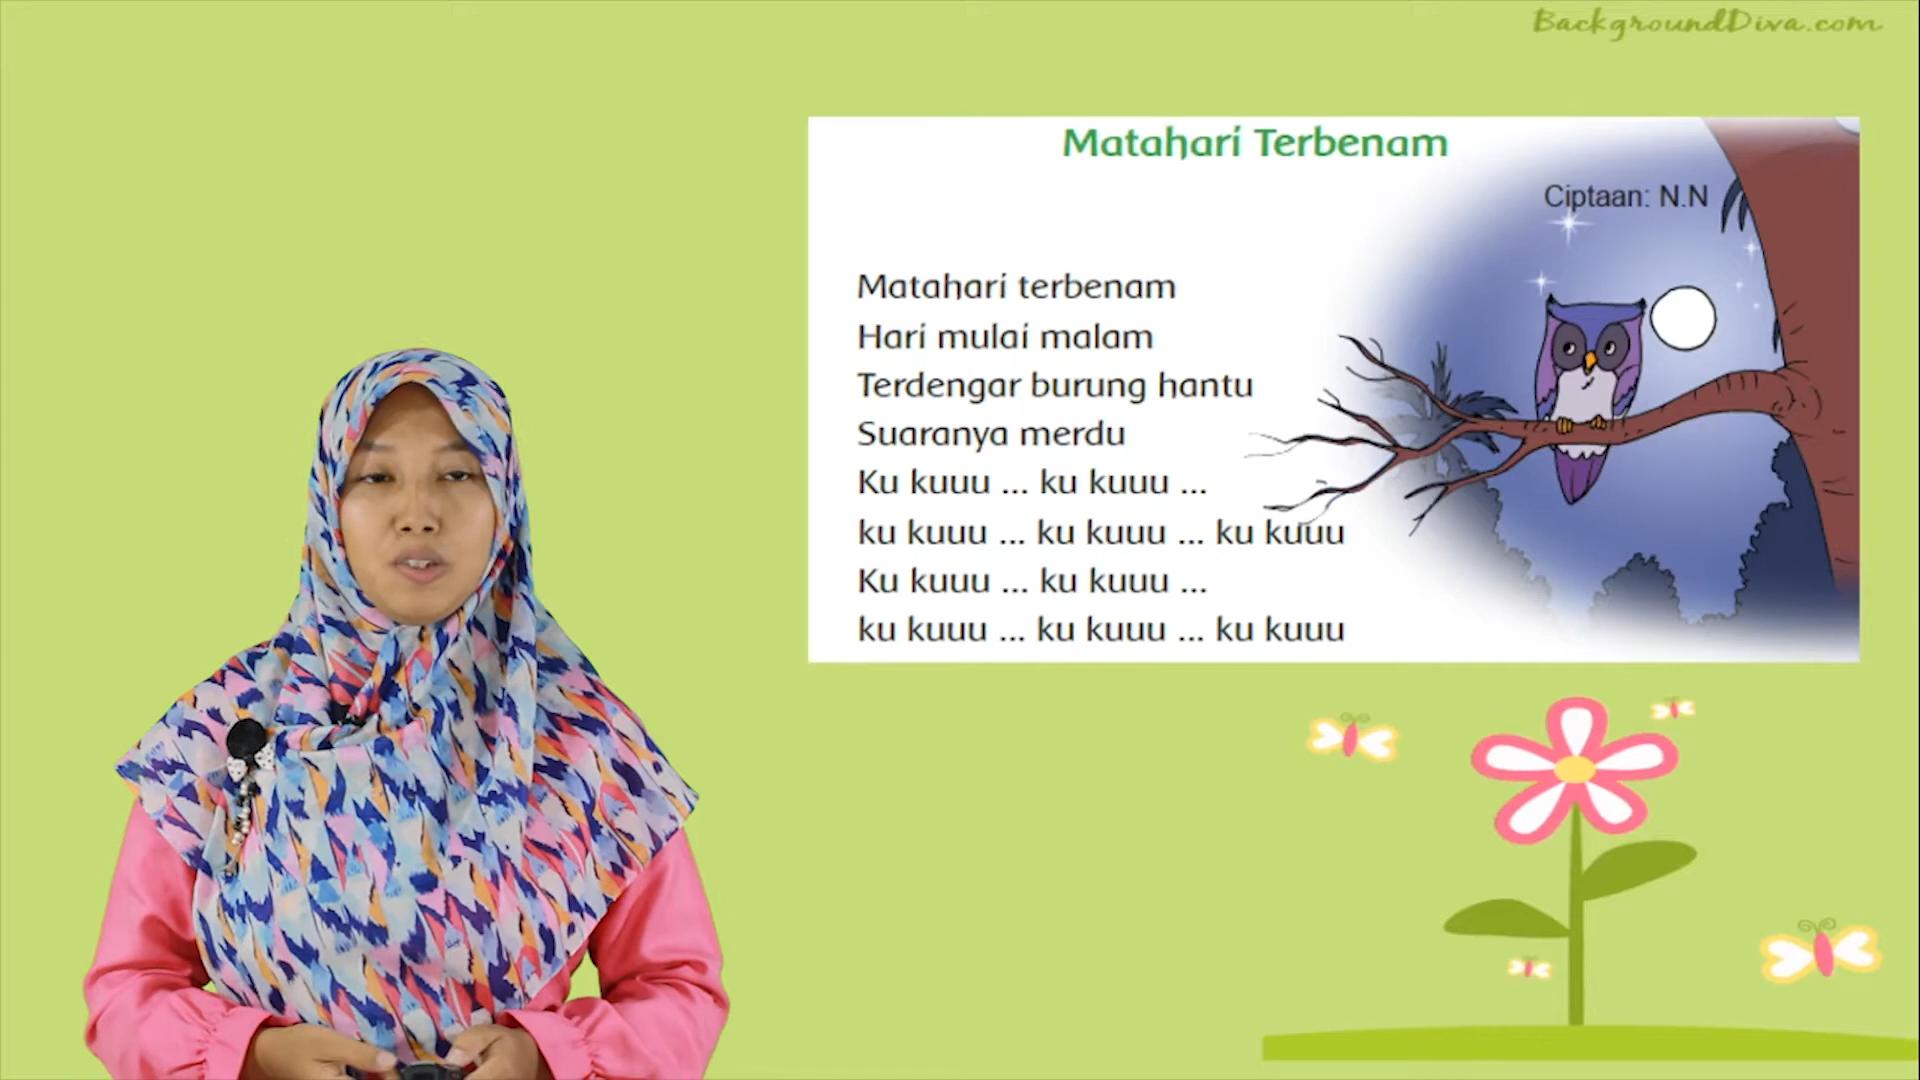 BackgroundDiva.com
Matahari Terbenam
Ciptaan: N.N
Matahari terbenam
Hari mulai malam
Terdengar burung hantu
Suaranya merdu
Ku kuuu ... ku kuuu ...
ku kuuu ... ku kuuu ... ku kuuu
Ku kuuu ... ku kuuu ...
ku kuuu ... ku kuuu ... ku kuuu